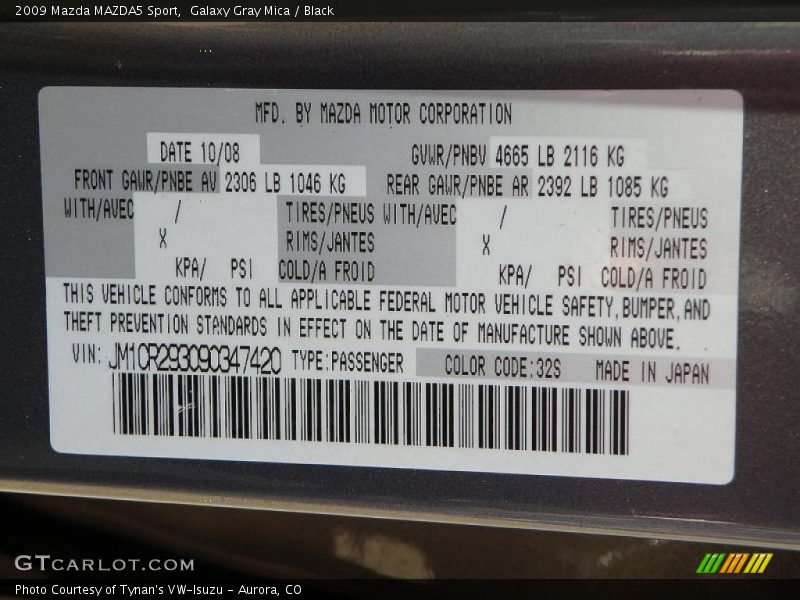 2009 Mazda MAZDA5 Sport,  Galaxy Gray Mica / Black
MFD. BY MAZDA MOTOR CORPORATION
DATE 10/08 GVWR/PNBV 4665 LB 2116 KG
FRONT GAWR/PNBE AV 2306 LB 1046 KG REAR GAWR/PNBE AR 2392 LB 1085 KG
WITH/AVEC / TIRES/PNEUS WITH/AVEC / TIRES/PNEUS
X RIMS/JANTES X RIMS/JANTES
KPA/ PSI COLD/A FROID KPA/ PSI COLD/A FROID
THIS VEHICLE CONFORMS TO ALL APPLICABLE FEDERAL MOTOR VEHICLE SAFETY,BUMPER,AND
THEFT PREVENTION STANDARDS IN EFFECT ON THE DATE OF MANUFACTURE SHOWN ABOVE.
VIN: JM1CR293090347420 TYPE:PASSENGER COLOR CODE:32S MADE IN JAPAN
GTCARLOT.COM
Photo Courtesy of Tynan's VW-Isuzu - Aurora, CO